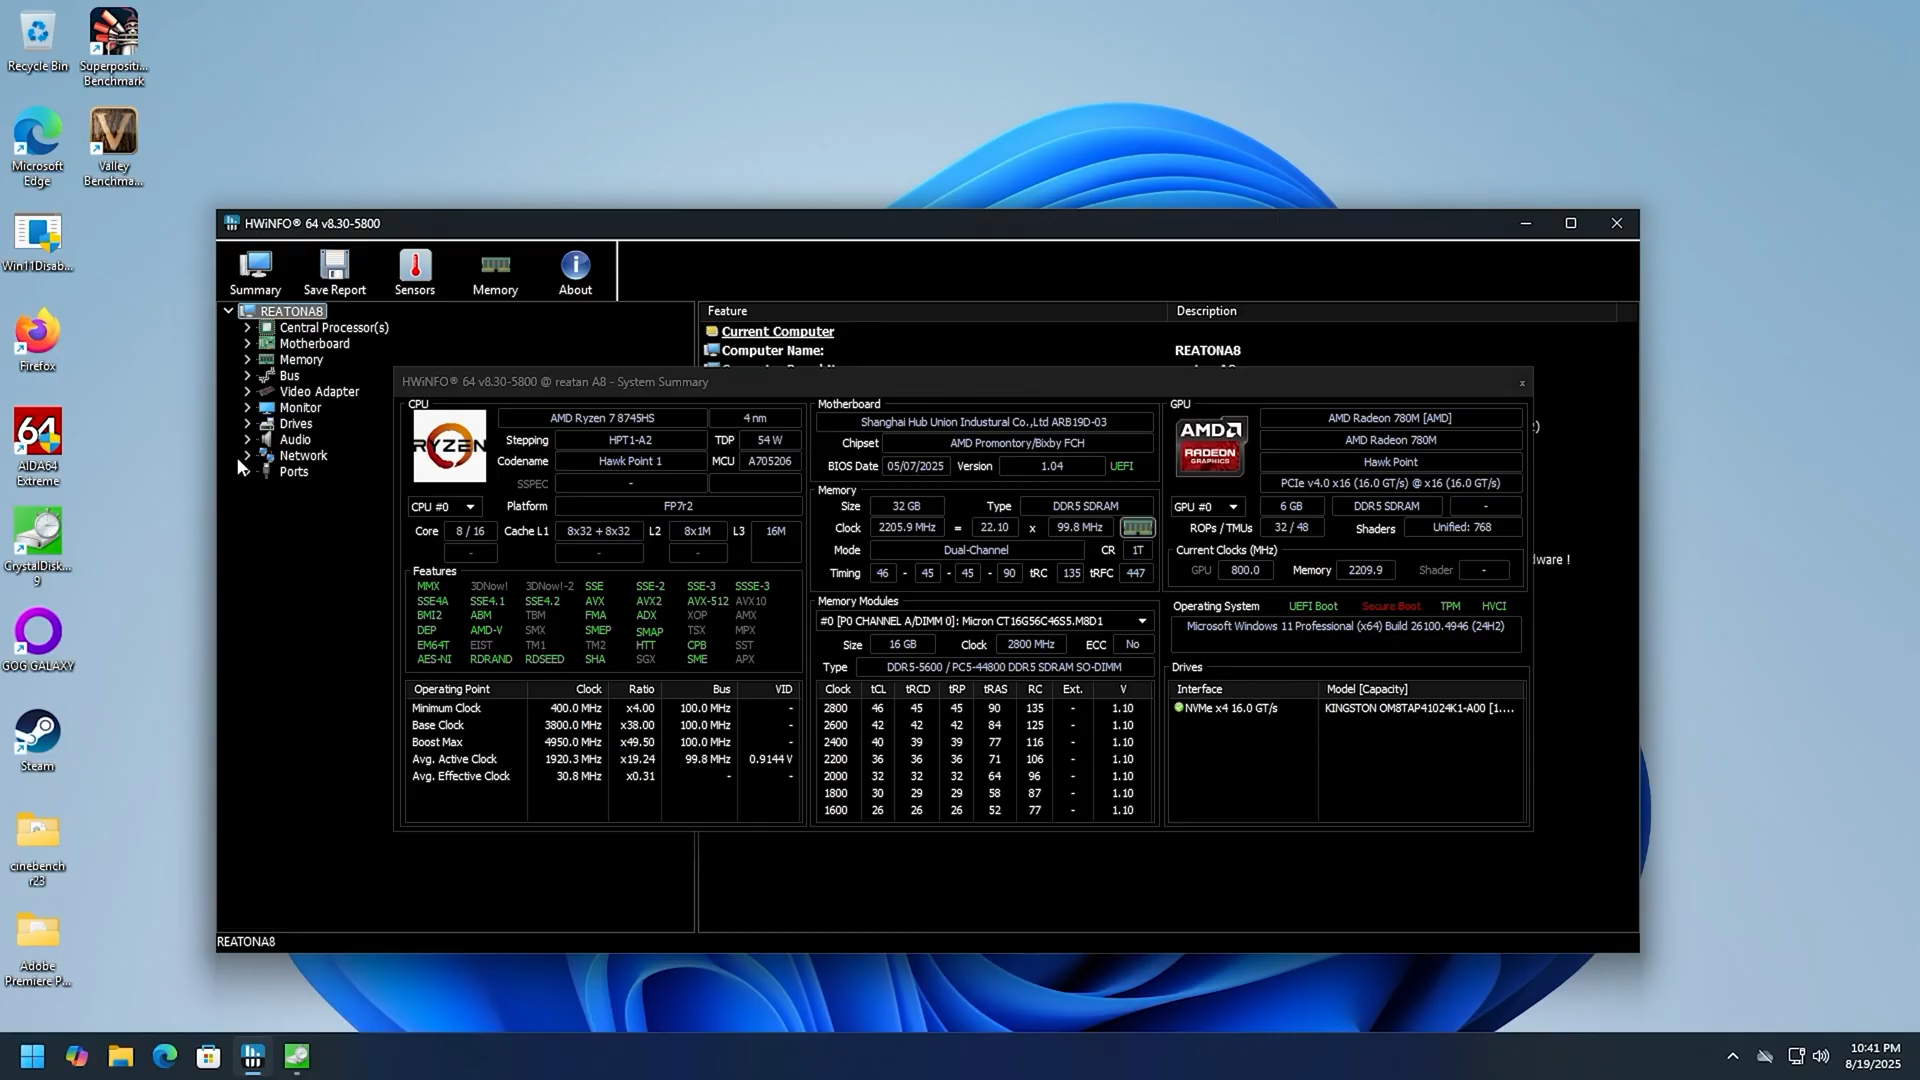 Recycle Bin
Superpositi...
Benchmark
Microsoft
Edge
Valley
Benchma...
Win11Disab...
Firefox
64
AIDA64
Extreme
CrystalDisk...
9
GOG GALAXY
Steam
cinebench
r23
Adobe
Premiere P...
HWiNFO® 64 v8.30-5800
Summary
Save Report
Sensors
Memory
About
REATONA8
Central Processor(s)
Motherboard
Memory
Bus
Video Adapter
Monitor
Drives
Audio
Network
Ports
Feature Description
Current Computer
Computer Name: REATONA8
HWiNFO® 64 v8.30-5800 @ reatan A8 - System Summary
CPU
RYZEN
AMD Ryzen 7 8745HS 4 nm
Stepping HPT1-A2 TDP 54 W
Codename Hawk Point 1 MCU A705206
SSPEC -
CPU #0 Platform FP7r2
Core 8 / 16 Cache L1 8x32 + 8x32 L2 8x1M L3 16M
- - -
Features
MMX 3DNow! 3DNow!-2 SSE SSE-2 SSE-3 SSSE-3
SSE4A SSE4.1 SSE4.2 AVX AVX2 AVX-512 AVX10
BMI2 ABM TBM FMA ADX XOP AMX
DEP AMD-V SMX SMEP SMAP TSX MPX
EM64T EIST TM1 TM2 HTT CPB SST
AES-NI RDRAND RDSEED SHA SGX SME APX
Operating Point Clock Ratio Bus VID
Minimum Clock 400.0 MHz x4.00 100.0 MHz -
Base Clock 3800.0 MHz x38.00 100.0 MHz -
Boost Max 4950.0 MHz x49.50 100.0 MHz -
Avg. Active Clock 1920.3 MHz x19.24 99.8 MHz 0.9144 V
Avg. Effective Clock 30.8 MHz x0.31 - -
Motherboard
Shanghai Hub Union Industural Co.,Ltd ARB19D-03
Chipset AMD Promontory/Bixby FCH
BIOS Date 05/07/2025 Version 1.04 UEFI
Memory
Size 32 GB Type DDR5 SDRAM
Clock 2205.9 MHz = 22.10 x 99.8 MHz
Mode Dual-Channel CR 1T
Timing 46 - 45 - 45 - 90 tRC 135 tRFC 447
Memory Modules
#0 [P0 CHANNEL A/DIMM 0]: Micron CT16G56C46S5.M8D1
Size 16 GB Clock 2800 MHz ECC No
Type DDR5-5600 / PC5-44800 DDR5 SDRAM SO-DIMM
Clock tCL tRCD tRP tRAS RC Ext. V
2800 46 45 45 90 135 - 1.10
2600 42 42 42 84 125 - 1.10
2400 40 39 39 77 116 - 1.10
2200 36 36 36 71 106 - 1.10
2000 32 32 32 64 96 - 1.10
1800 30 29 29 58 87 - 1.10
1600 26 26 26 52 77 - 1.10
GPU
AMD
RADEON
GRAPHICS
AMD Radeon 780M [AMD]
AMD Radeon 780M
Hawk Point
PCIe v4.0 x16 (16.0 GT/s) @ x16 (16.0 GT/s)
GPU #0 6 GB DDR5 SDRAM -
ROPs / TMUs 32 / 48 Shaders Unified: 768
Current Clocks (MHz)
GPU 800.0 Memory 2209.9 Shader -
Operating System UEFI Boot Secure Boot TPM HVCI
Microsoft Windows 11 Professional (x64) Build 26100.4946 (24H2)
Drives
Interface Model [Capacity]
NVMe x4 16.0 GT/s KINGSTON OM8TAP41024K1-A00 [1....
2)
dware !
REATONA8
10:41 PM
8/19/2025